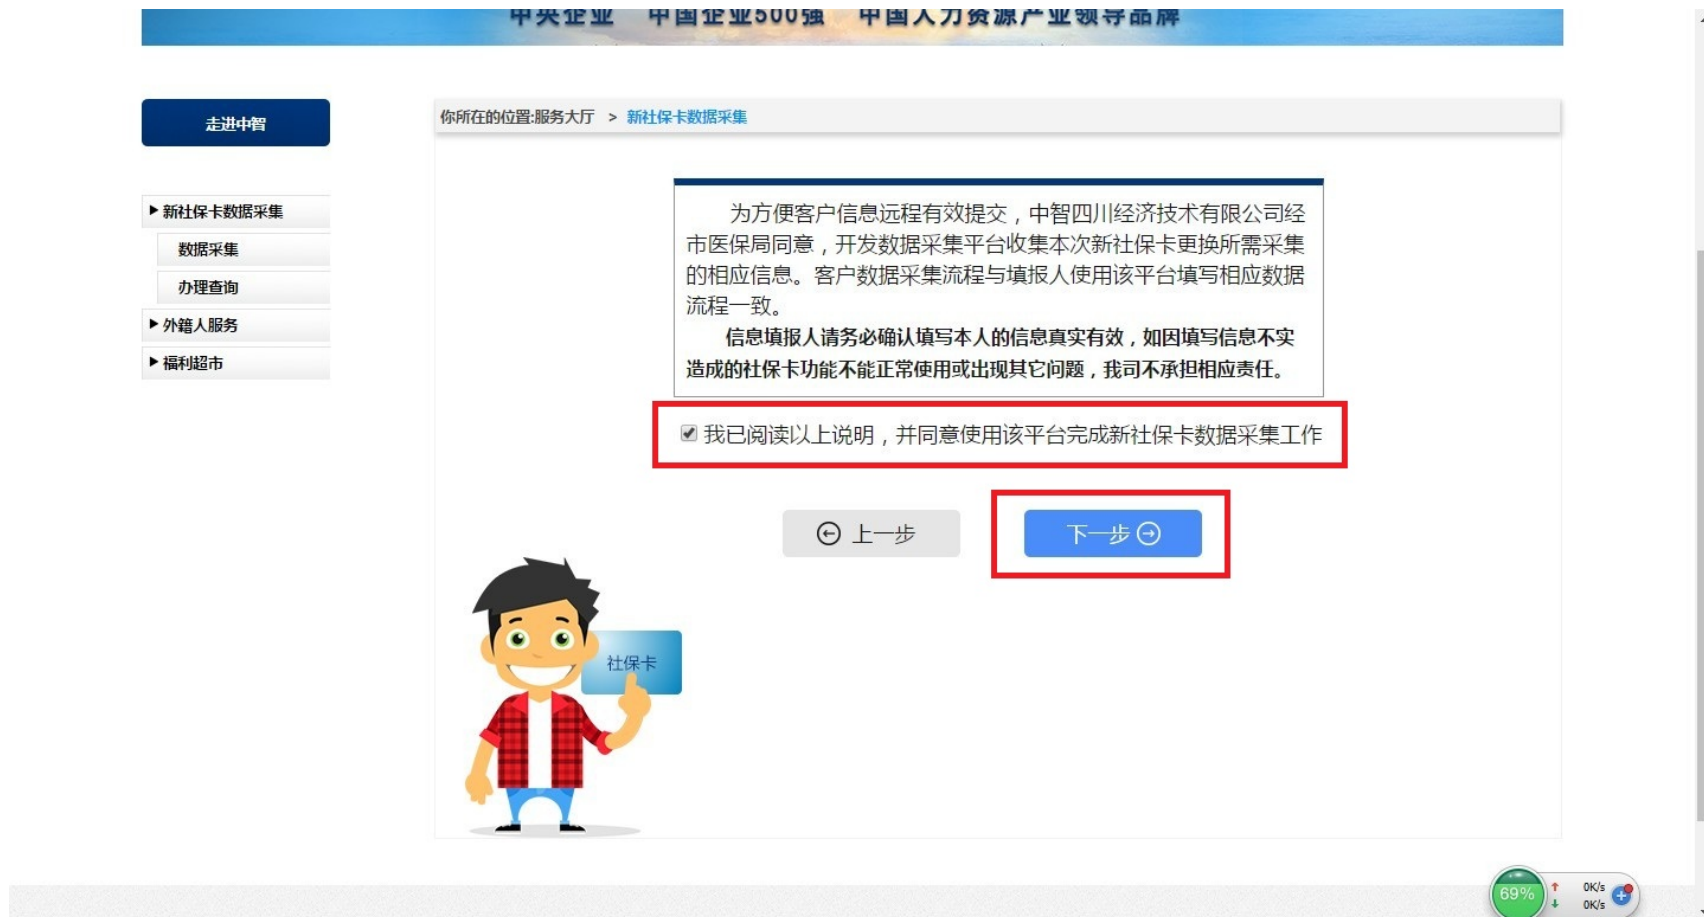 中央企业 中国企业500强 中国人力资源产业领导品牌
走进中智
你所在的位置:服务大厅 > 新社保卡数据采集
新社保卡数据采集
数据采集
办理查询
外籍人服务
福利超市
为方便客户信息远程有效提交，中智四川经济技术有限公司经
市医保局同意，开发数据采集平台收集本次新社保卡更换所需采集
的相应信息。客户数据采集流程与填报人使用该平台填写相应数据
流程一致。
信息填报人请务必确认填写本人的信息真实有效，如因填写信息不实
造成的社保卡功能不能正常使用或出现其它问题，我司不承担相应责任。
我已阅读以上说明，并同意使用该平台完成新社保卡数据采集工作
上一步
下一步
社保卡
69%
0K/s
0K/s